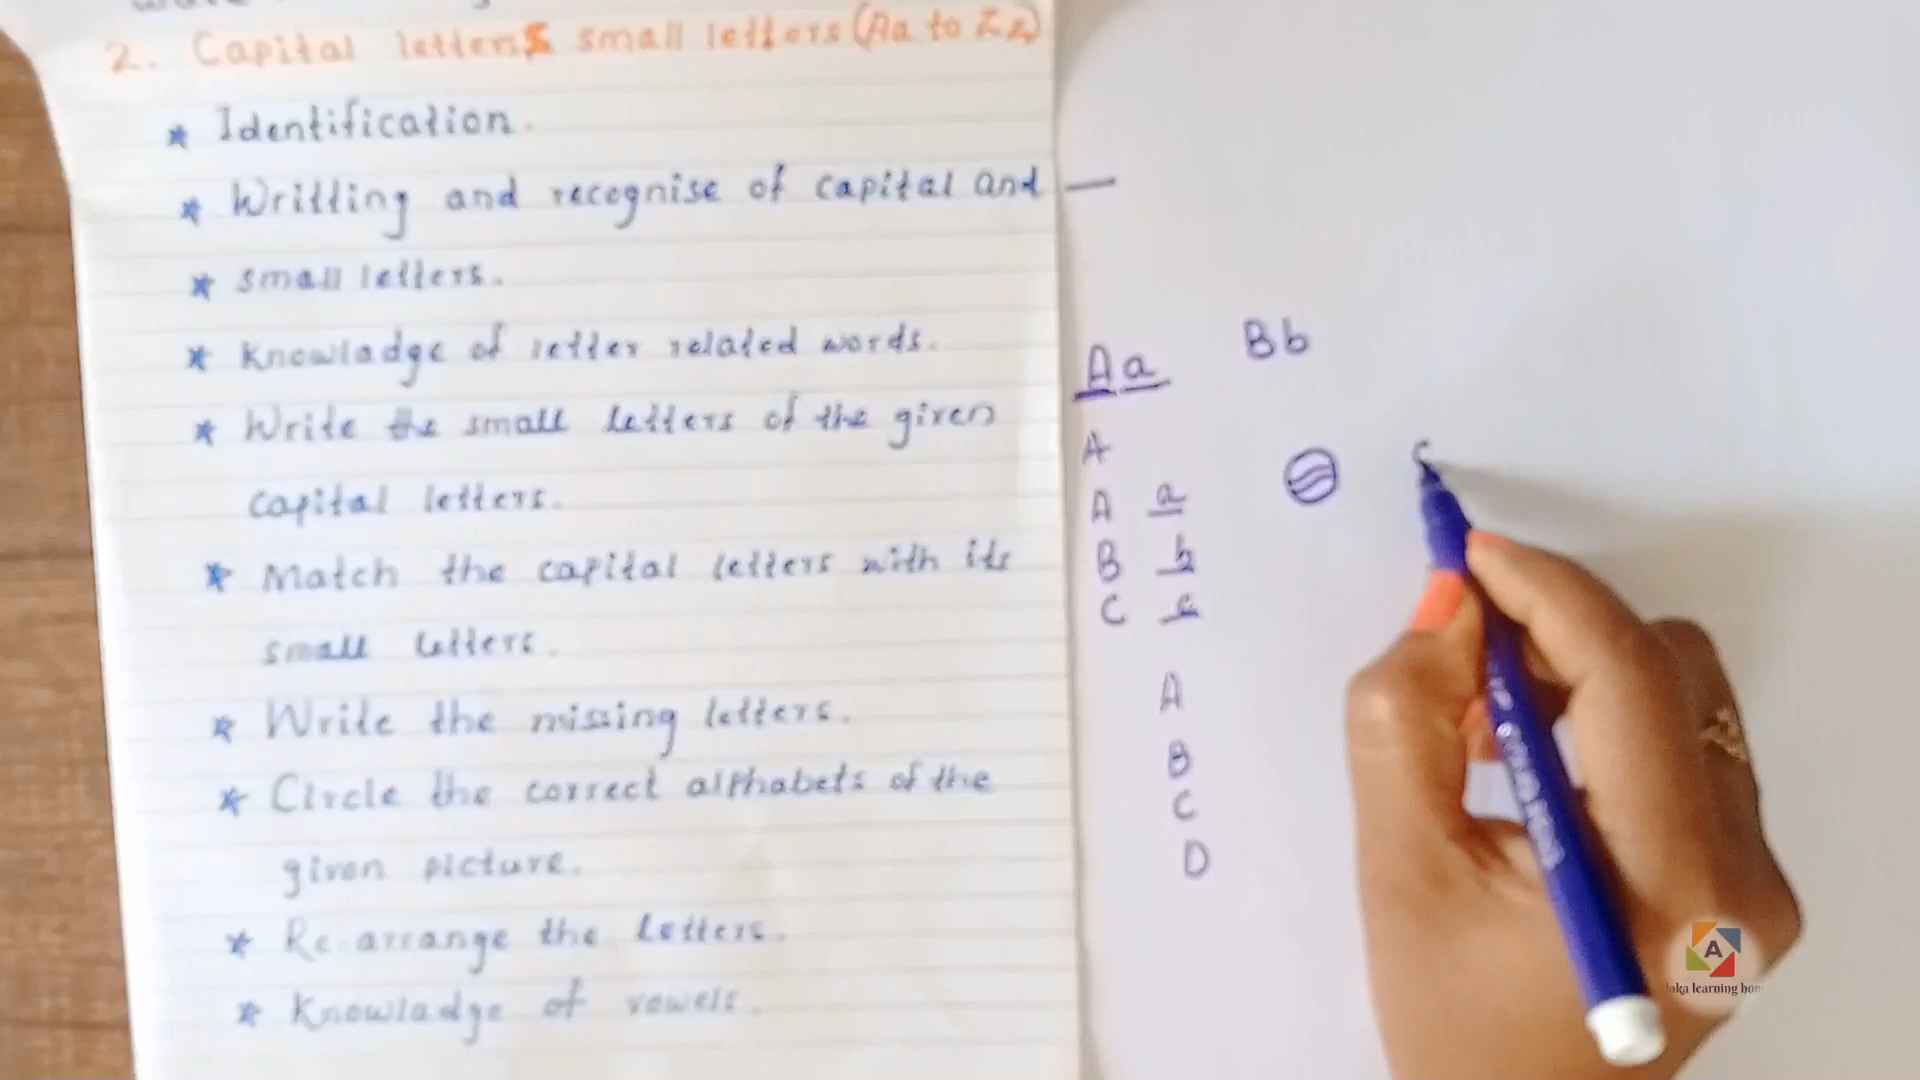 2. Capital letters small letters (Aa to Zz)
* Identification.
* Writting and recognise of capital and —
* small letters.
* Knowladge of letter related words.
* Write the small letters of the given
capital letters.
* Match the capital letters with its
small letters.
* Write the missing letters.
* Circle the correct alphabets of the
given picture.
* Re-arrange the letters.
* Knowladge of vowels.
Aa Bb
A
A a
B b
C c
A
B
C
D
A